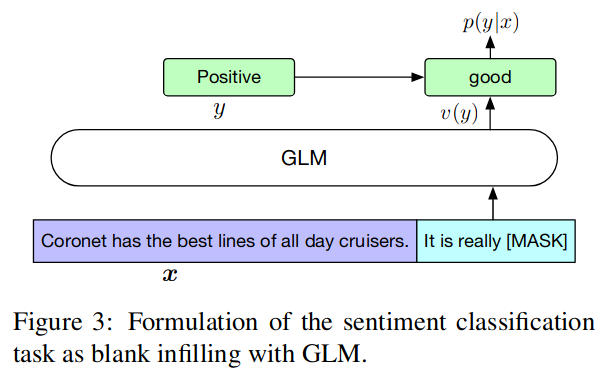 p(y|x)
Positive
good
y
v(y)
GLM
Coronet has the best lines of all day cruisers.
It is really [MASK]
x
Figure 3: Formulation of the sentiment classification
task as blank infilling with GLM.